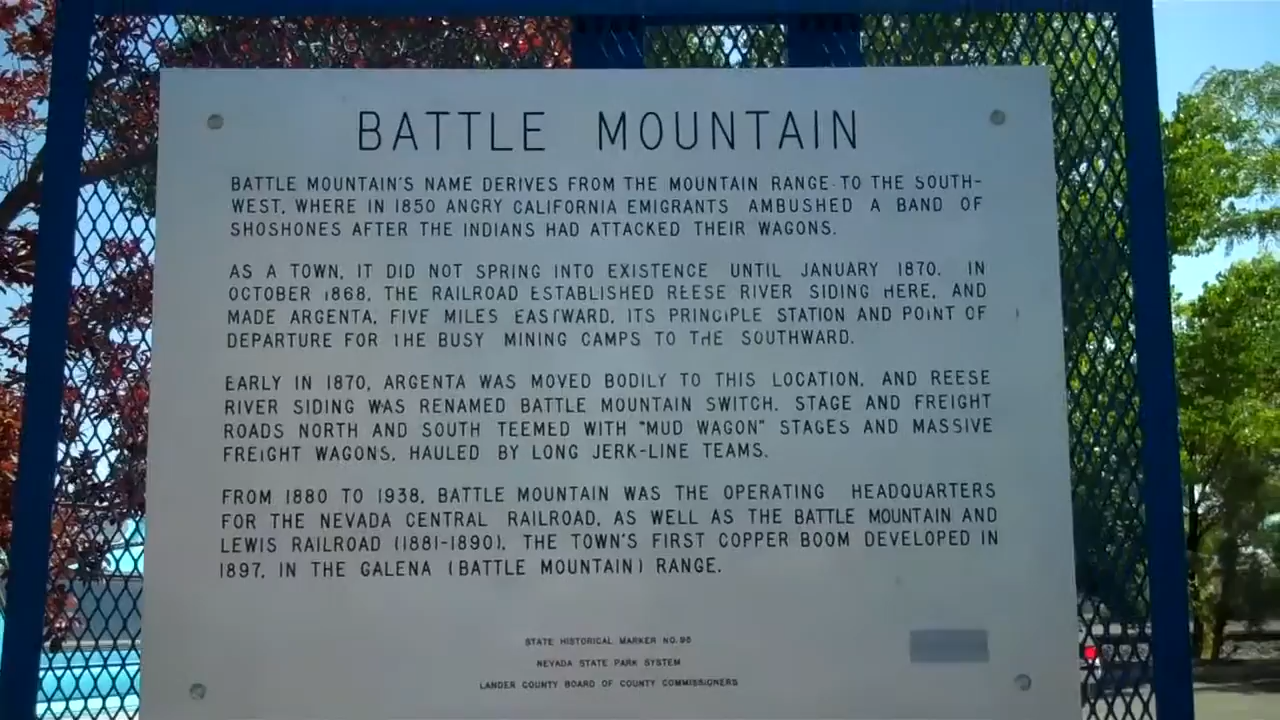 BATTLE MOUNTAIN
BATTLE MOUNTAIN'S NAME DERIVES FROM THE MOUNTAIN RANGE TO THE SOUTH-
WEST, WHERE IN 1850 ANGRY CALIFORNIA EMIGRANTS AMBUSHED A BAND OF
SHOSHONES AFTER THE INDIANS HAD ATTACKED THEIR WAGONS.
AS A TOWN, IT DID NOT SPRING INTO EXISTENCE UNTIL JANUARY 1870. IN
OCTOBER 1868, THE RAILROAD ESTABLISHED REESE RIVER SIDING HERE, AND
MADE ARGENTA, FIVE MILES EASTWARD, ITS PRINCIPLE STATION AND POINT OF
DEPARTURE FOR THE BUSY MINING CAMPS TO THE SOUTHWARD.
EARLY IN 1870, ARGENTA WAS MOVED BODILY TO THIS LOCATION, AND REESE
RIVER SIDING WAS RENAMED BATTLE MOUNTAIN SWITCH. STAGE AND FREIGHT
ROADS NORTH AND SOUTH TEEMED WITH "MUD WAGON" STAGES AND MASSIVE
FREIGHT WAGONS, HAULED BY LONG JERK-LINE TEAMS.
FROM 1880 TO 1938, BATTLE MOUNTAIN WAS THE OPERATING HEADQUARTERS
FOR THE NEVADA CENTRAL RAILROAD, AS WELL AS THE BATTLE MOUNTAIN AND
LEWIS RAILROAD (1881-1890). THE TOWN'S FIRST COPPER BOOM DEVELOPED IN
1897, IN THE GALENA (BATTLE MOUNTAIN) RANGE.
STATE HISTORICAL MARKER NO. 96
NEVADA STATE PARK SYSTEM
LANDER COUNTY BOARD OF COUNTY COMMISSIONERS